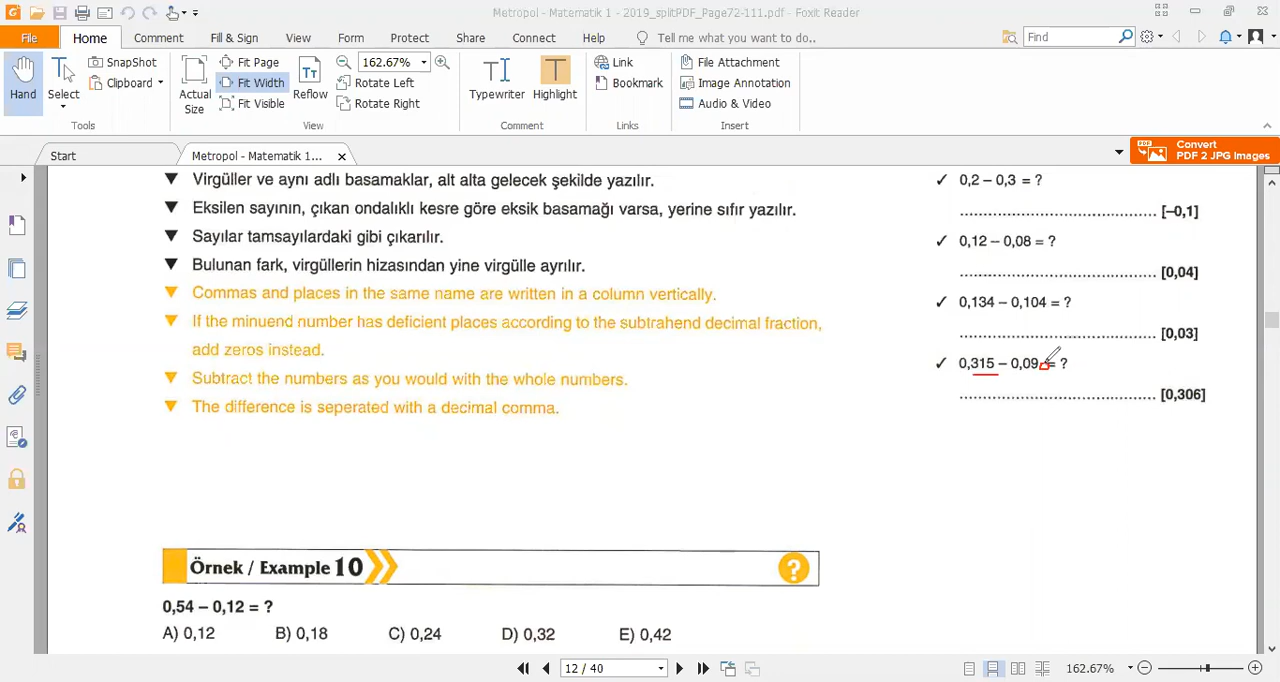 Metropol - Matematik 1 - 2019_splitPDF_Page72-111.pdf - Foxit Reader
File Home Comment Fill & Sign View Form Protect Share Connect Help Tell me what you want to do.. Find
Hand
Select
SnapShot
Clipboard
Actual Size
Fit Page
Fit Width
Fit Visible
Reflow
162.67%
Rotate Left
Rotate Right
Typewriter
Highlight
Link
Bookmark
File Attachment
Image Annotation
Audio & Video
Tools View Comment Links Insert
Start Metropol - Matematik 1...
Convert
PDF 2 JPG Images
Virgüller ve aynı adlı basamaklar, alt alta gelecek şekilde yazılır.
Eksilen sayının, çıkan ondalıklı kesre göre eksik basamağı varsa, yerine sıfır yazılır.
Sayılar tamsayılardaki gibi çıkarılır.
Bulunan fark, virgüllerin hizasından yine virgülle ayrılır.
Commas and places in the same name are written in a column vertically.
If the minuend number has deficient places according to the subtrahend decimal fraction,
add zeros instead.
Subtract the numbers as you would with the whole numbers.
The difference is seperated with a decimal comma.
✓ 0,2 – 0,3 = ?
................................................ [–0,1]
✓ 0,12 – 0,08 = ?
................................................ [0,04]
✓ 0,134 – 0,104 = ?
................................................ [0,03]
✓ 0,315 – 0,09 = ?
................................................ [0,306]
Örnek / Example 10 ?
0,54 – 0,12 = ?
A) 0,12 B) 0,18 C) 0,24 D) 0,32 E) 0,42
12 / 40 162.67%